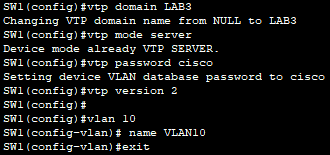 SW1(config)#vtp domain LAB3
Changing VTP domain name from NULL to LAB3
SW1(config)#vtp mode server
Device mode already VTP SERVER.
SW1(config)#vtp password cisco
Setting device VLAN database password to cisco
SW1(config)#vtp version 2
SW1(config)#
SW1(config)#vlan 10
SW1(config-vlan)# name VLAN10
SW1(config-vlan)#exit